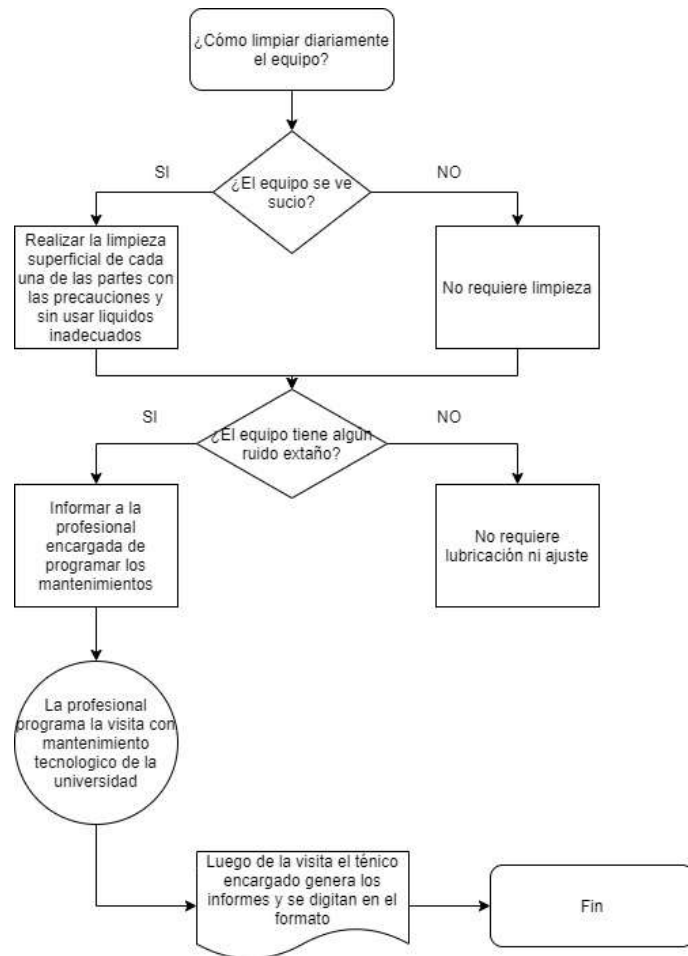 ¿Cómo limpiar diariamente
el equipo?
SI
NO
¿El equipo se ve
sucio?
Realizar la limpieza
superficial de cada
una de las partes con
las precauciones y
sin usar liquidos
inadecuados
No requiere limpieza
SI
NO
¿El equipo tiene algún
ruido extaño?
Informar a la
profesional
encargada de
programar los
mantenimientos
No requiere
lubricación ni ajuste
La profesional
programa la visita con
mantenimiento
tecnologico de la
universidad
Luego de la visita el ténico
encargado genera los
informes y se digitan en el
formato
Fin